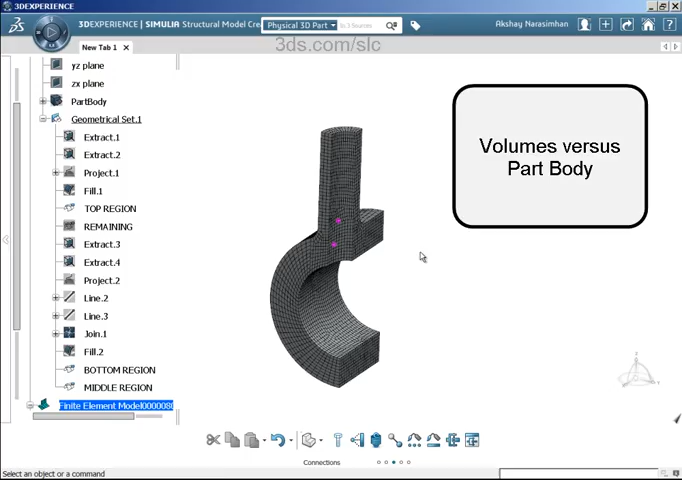 3DEXPERIENCE
3DEXPERIENCE | SIMULIA Structural Model Cre
Physical 3D Part
In 3 Sources
Akshay Narasimhan
New Tab 1
3ds.com/slc
yz plane
zx plane
PartBody
Geometrical Set.1
Extract.1
Extract.2
Project.1
Fill.1
TOP REGION
REMAINING
Extract.3
Extract.4
Project.2
Line.2
Line.3
Join.1
Fill.2
BOTTOM REGION
MIDDLE REGION
Volumes versus
Part Body
Connections
Select an object or a command